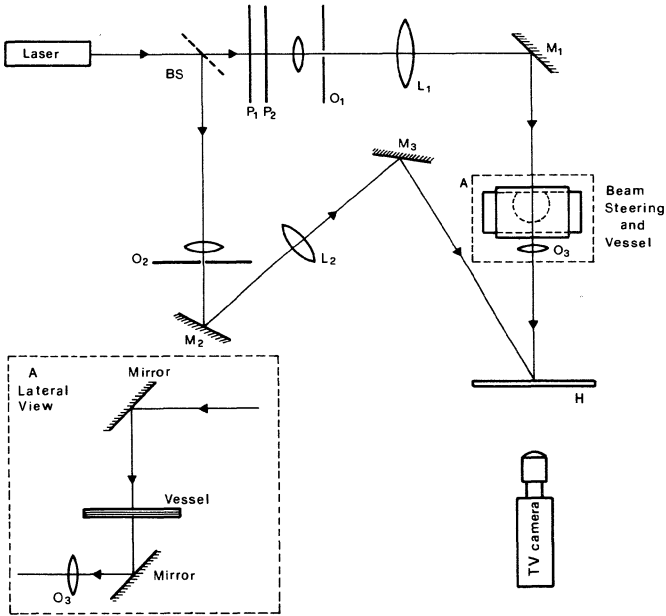 Laser
BS
P₁ P₂
O₁
L₁
M₁
M₃
A
Beam
Steering
and
Vessel
O₃
O₂
L₂
M₂
H
A
Lateral
View
Mirror
Vessel
Mirror
O₃
TV camera